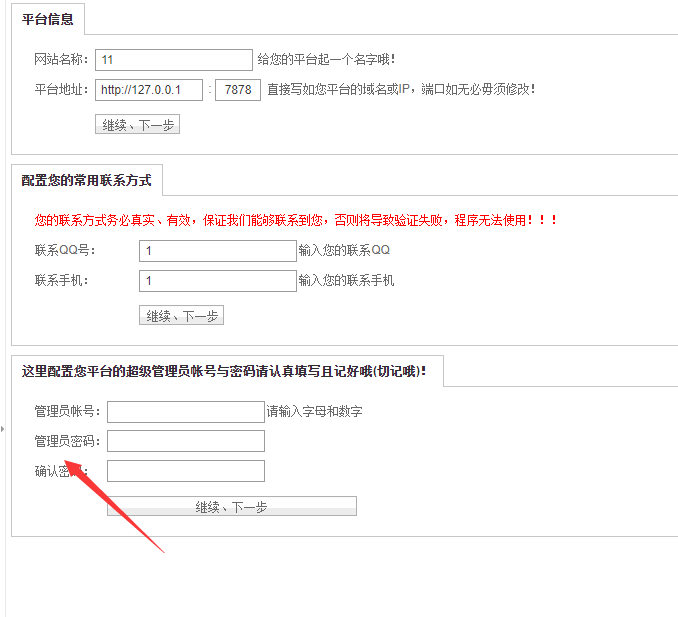 平台信息
网站名称： 11 给您的平台起一个名字哦！
平台地址： http://127.0.0.1 : 7878 直接写如您平台的域名或IP，端口如无必毋须修改！
继续、下一步
配置您的常用联系方式
您的联系方式务必真实、有效，保证我们能够联系到您，否则将导致验证失败，程序无法使用！！！
联系QQ号： 1 输入您的联系QQ
联系手机： 1 输入您的联系手机
继续、下一步
这里配置您平台的超级管理员帐号与密码请认真填写且记好哦(切记哦)！
管理员帐号： 请输入字母和数字
管理员密码：
确认密码：
继续、下一步